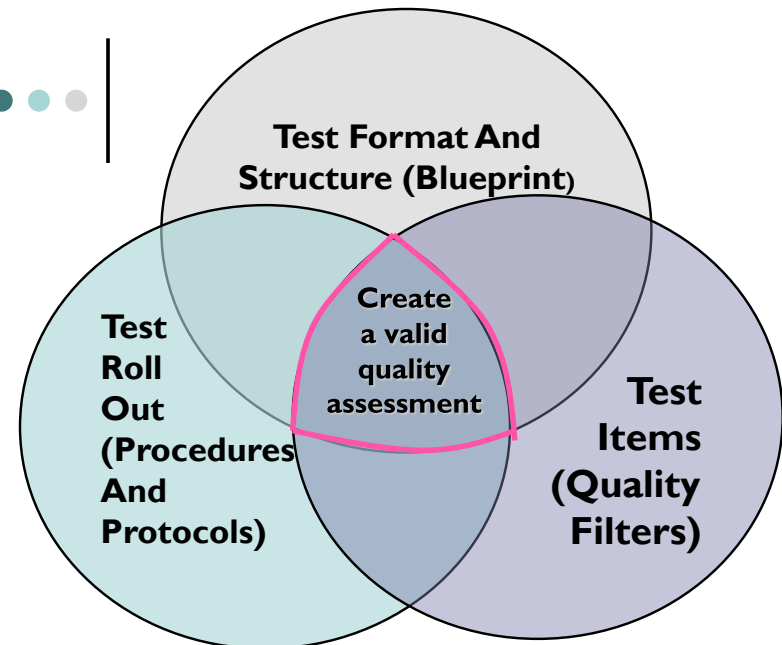 Test Format And
Structure (Blueprint)
Create
a valid
quality
assessment
Test
Roll
Out
(Procedures
And
Protocols)
Test
Items
(Quality
Filters)